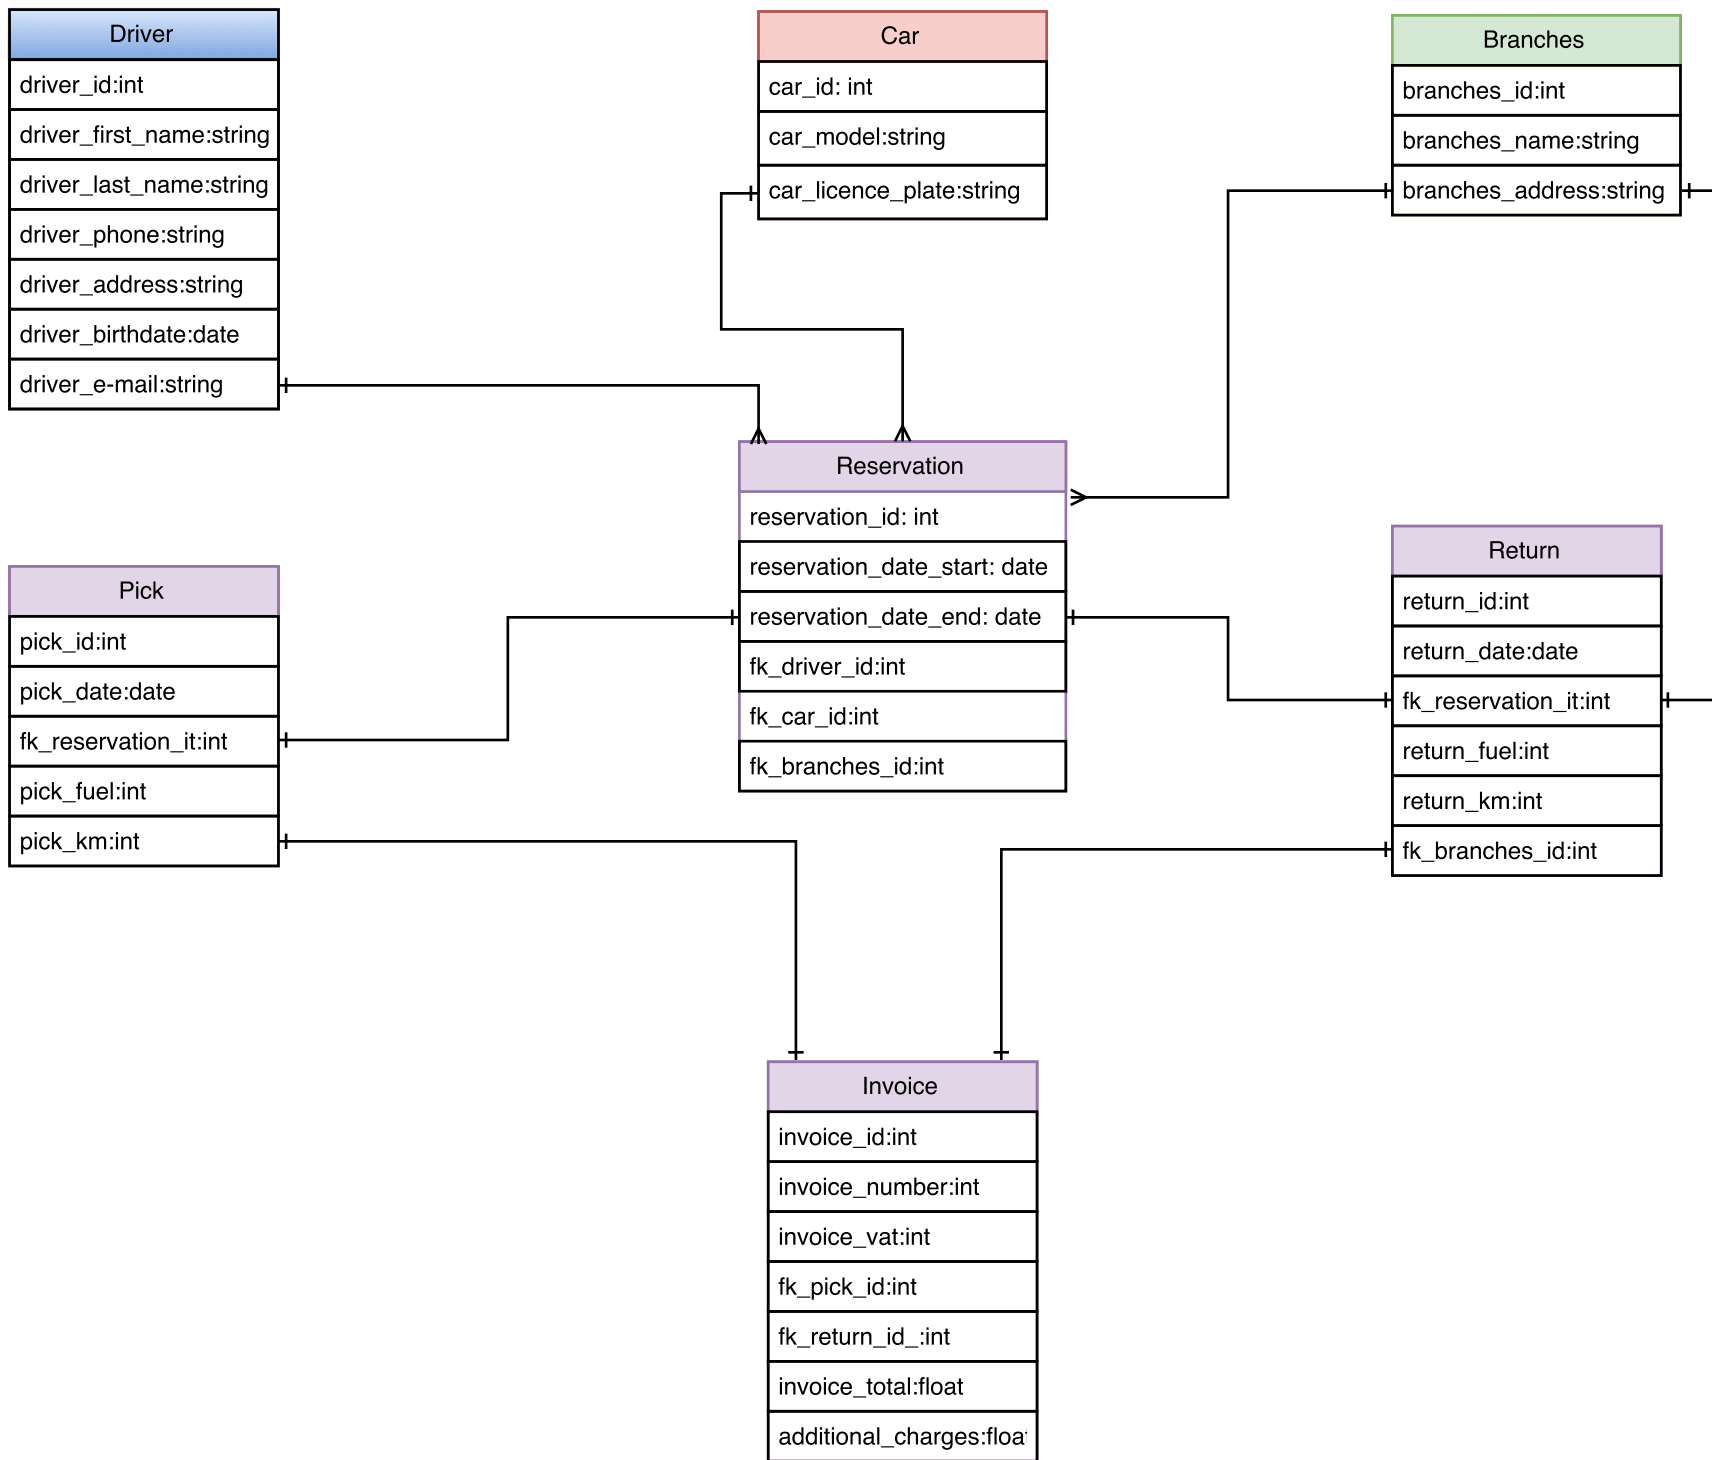 Driver
driver_id:int
driver_first_name:string
driver_last_name:string
driver_phone:string
driver_address:string
driver_birthdate:date
driver_e-mail:string
Car
car_id: int
car_model:string
car_licence_plate:string
Branches
branches_id:int
branches_name:string
branches_address:string
Reservation
reservation_id: int
reservation_date_start: date
reservation_date_end: date
fk_driver_id:int
fk_car_id:int
fk_branches_id:int
Pick
pick_id:int
pick_date:date
fk_reservation_it:int
pick_fuel:int
pick_km:int
Return
return_id:int
return_date:date
fk_reservation_it:int
return_fuel:int
return_km:int
fk_branches_id:int
Invoice
invoice_id:int
invoice_number:int
invoice_vat:int
fk_pick_id:int
fk_return_id_:int
invoice_total:float
additional_charges:float